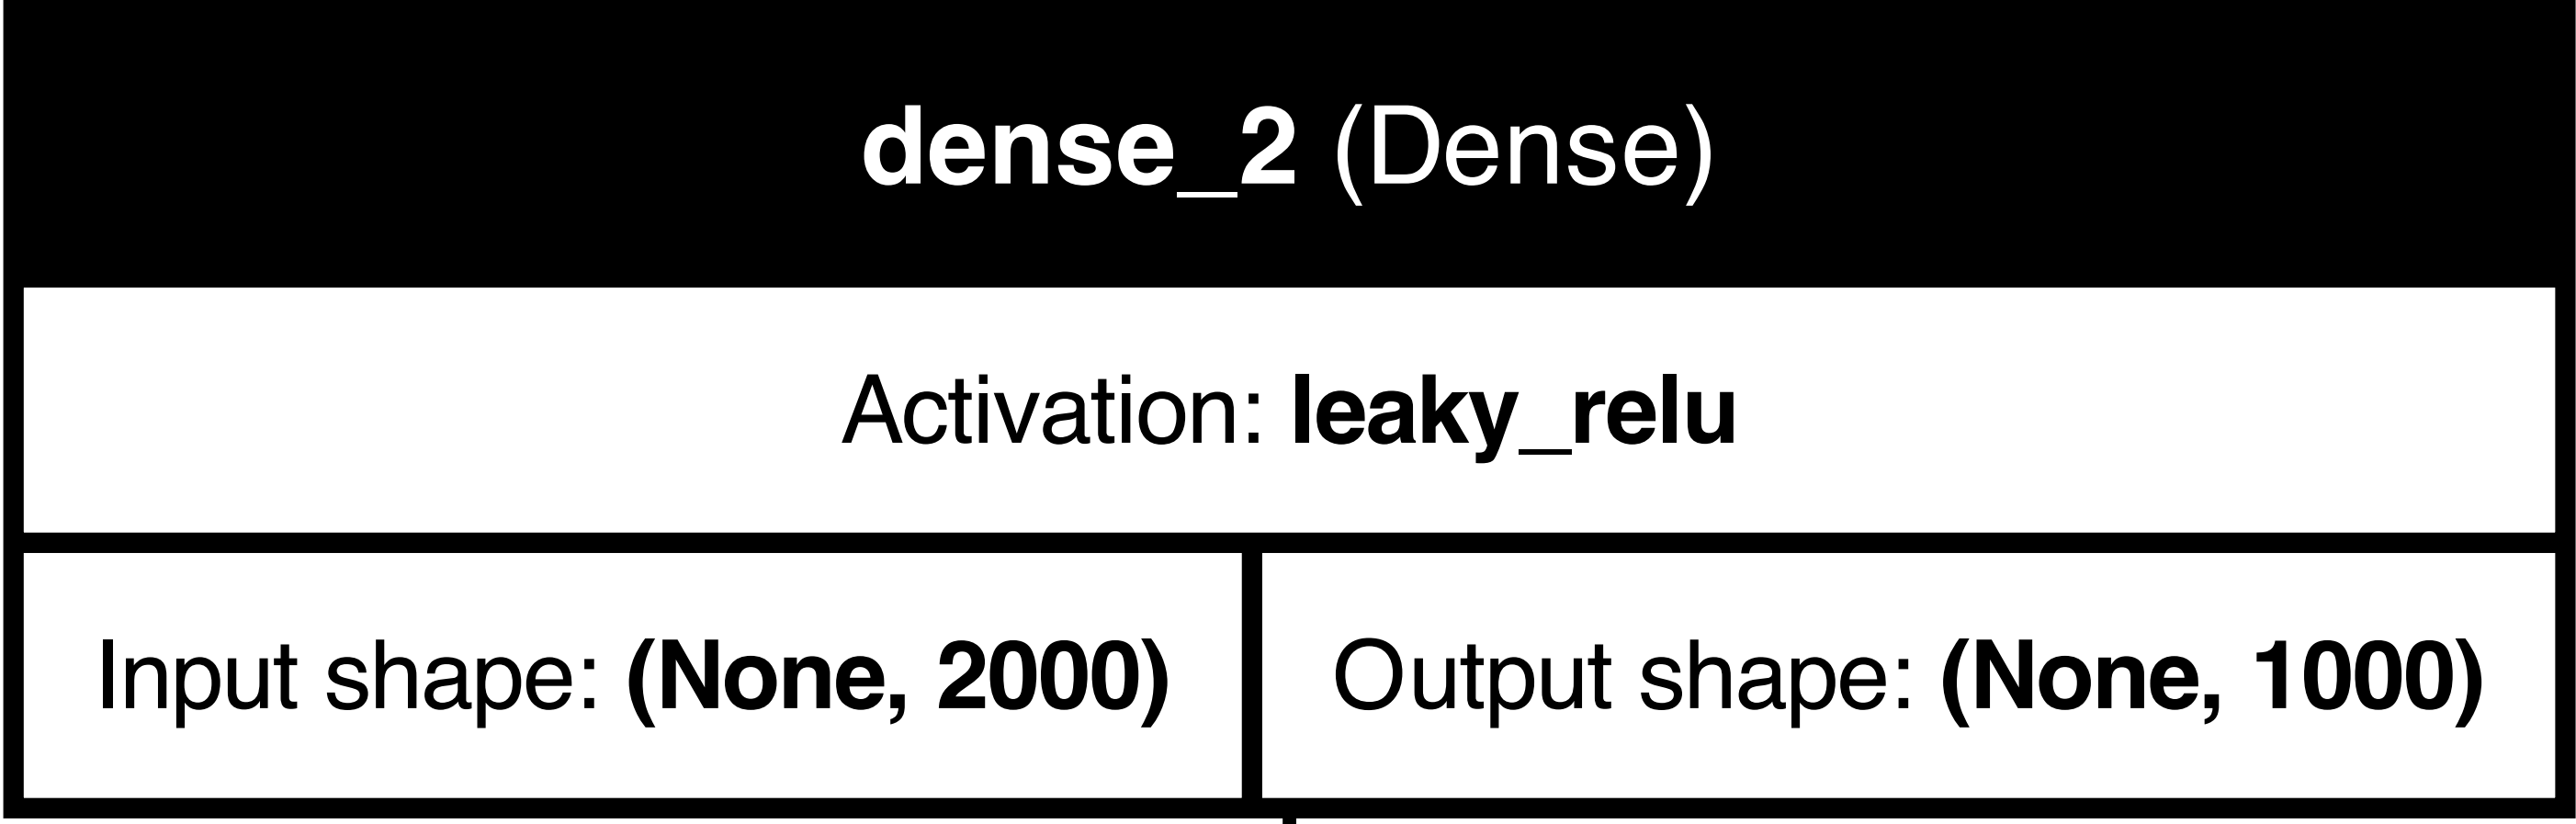 dense_2 (Dense)
Activation: leaky_relu
Input shape: (None, 2000)
Output shape: (None, 1000)